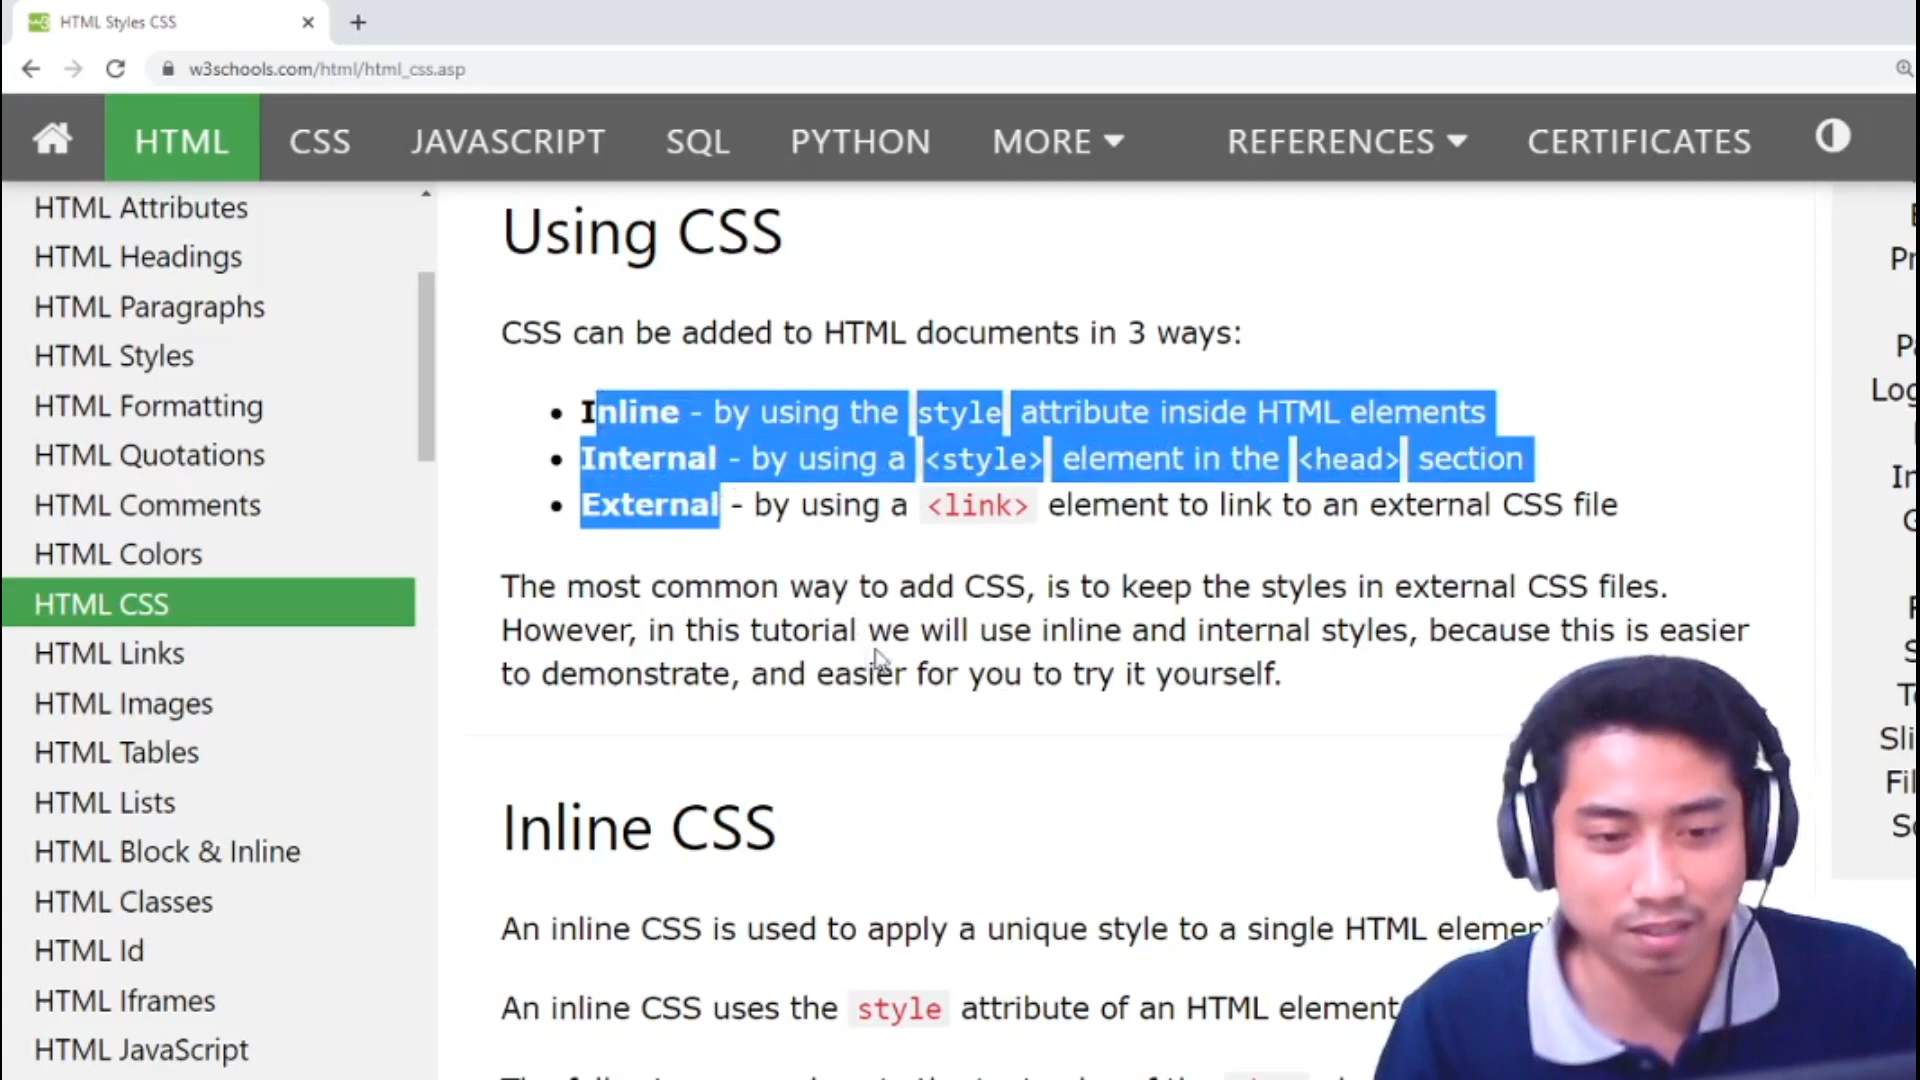 HTML Styles CSS
w3schools.com/html/html_css.asp
HTML CSS JAVASCRIPT SQL PYTHON MORE REFERENCES CERTIFICATES
HTML Attributes
HTML Headings
HTML Paragraphs
HTML Styles
HTML Formatting
HTML Quotations
HTML Comments
HTML Colors
HTML CSS
HTML Links
HTML Images
HTML Tables
HTML Lists
HTML Block & Inline
HTML Classes
HTML Id
HTML Iframes
HTML JavaScript
Using CSS
CSS can be added to HTML documents in 3 ways:
• Inline - by using the style attribute inside HTML elements
• Internal - by using a <style> element in the <head> section
• External - by using a <link> element to link to an external CSS file
The most common way to add CSS, is to keep the styles in external CSS files.
However, in this tutorial we will use inline and internal styles, because this is easier
to demonstrate, and easier for you to try it yourself.
Inline CSS
An inline CSS is used to apply a unique style to a single HTML element
An inline CSS uses the style attribute of an HTML element
Pr
Log
Sli
Fil